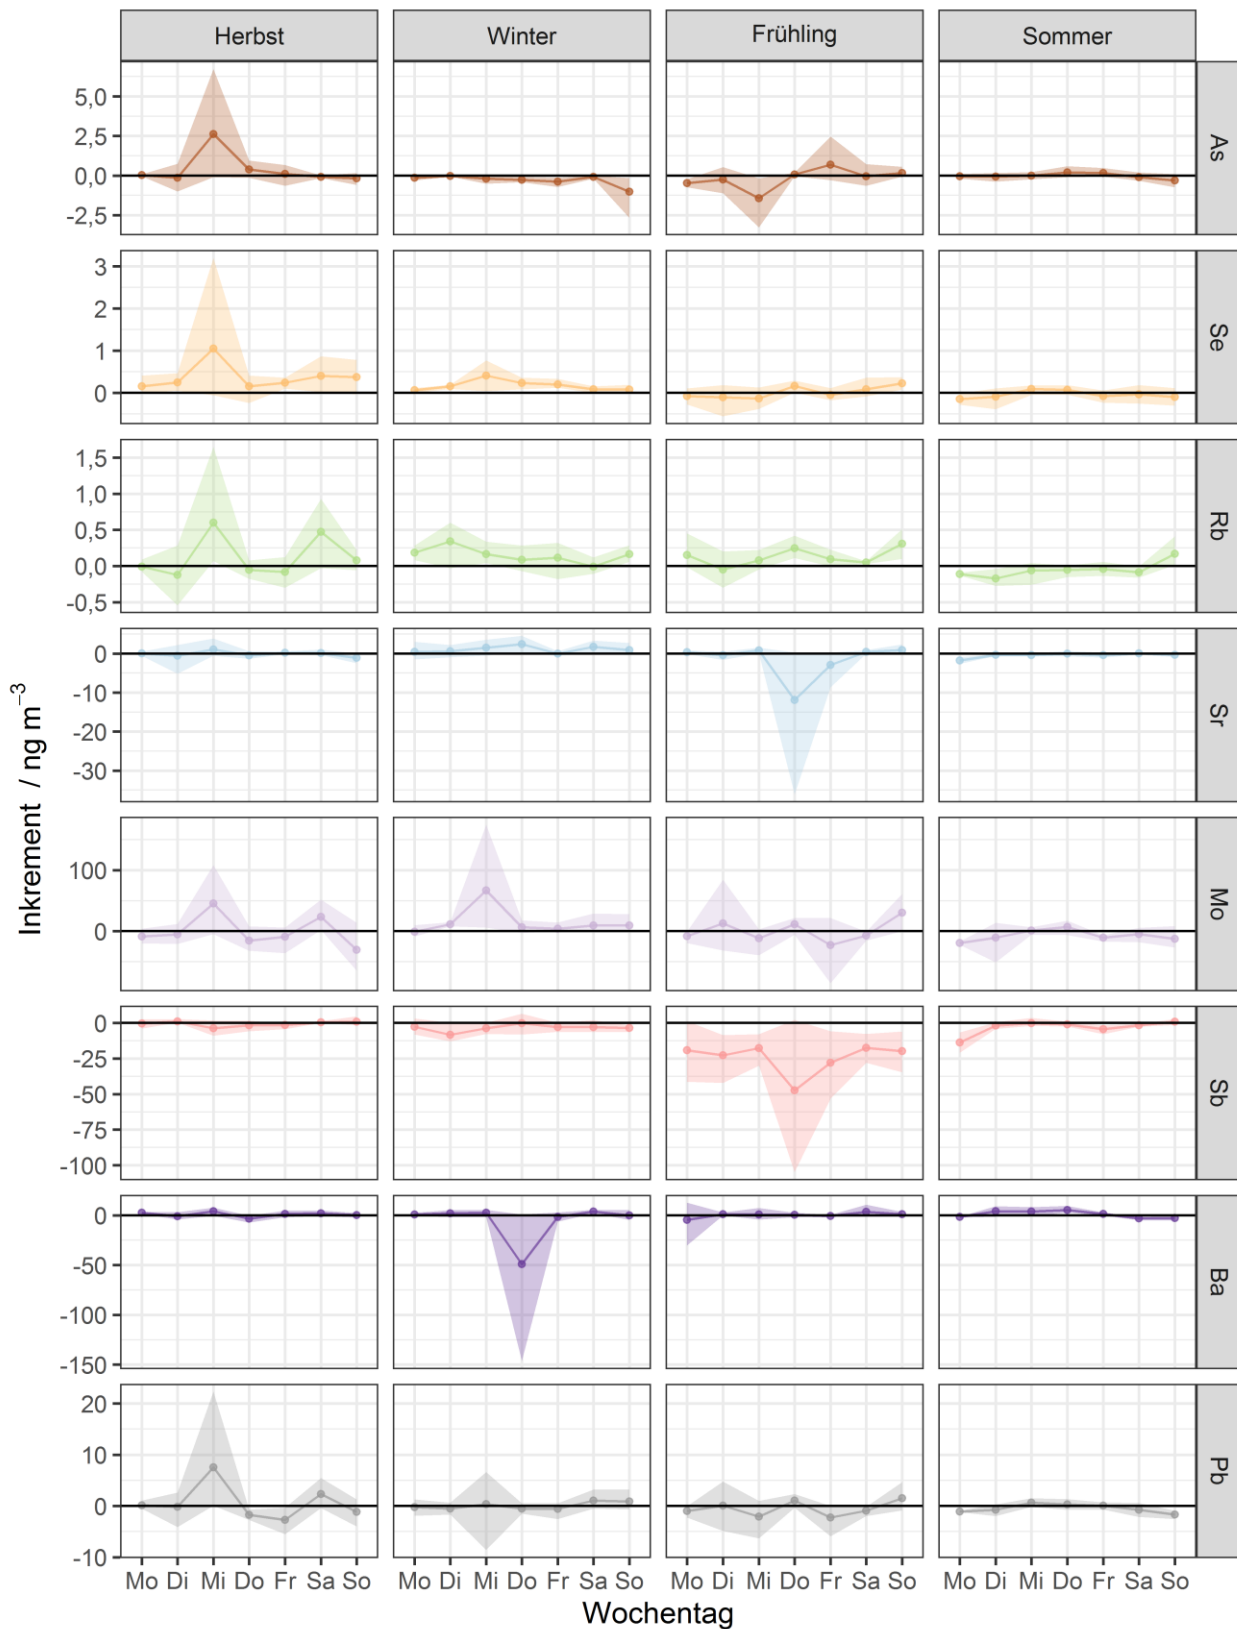 Herbst Winter Frühling Sommer
5,0
2,5
0,0
-2,5
As
3
2
1
0
Se
1,5
1,0
0,5
0,0
-0,5
Rb
0
-10
-20
-30
Sr
100
0
Mo
0
-25
-50
-75
-100
Sb
0
-50
-100
-150
Ba
20
10
0
-10
Pb
Inkrement / ng m⁻³
Mo Di Mi Do Fr Sa So Mo Di Mi Do Fr Sa So Mo Di Mi Do Fr Sa So Mo Di Mi Do Fr Sa So
Wochentag